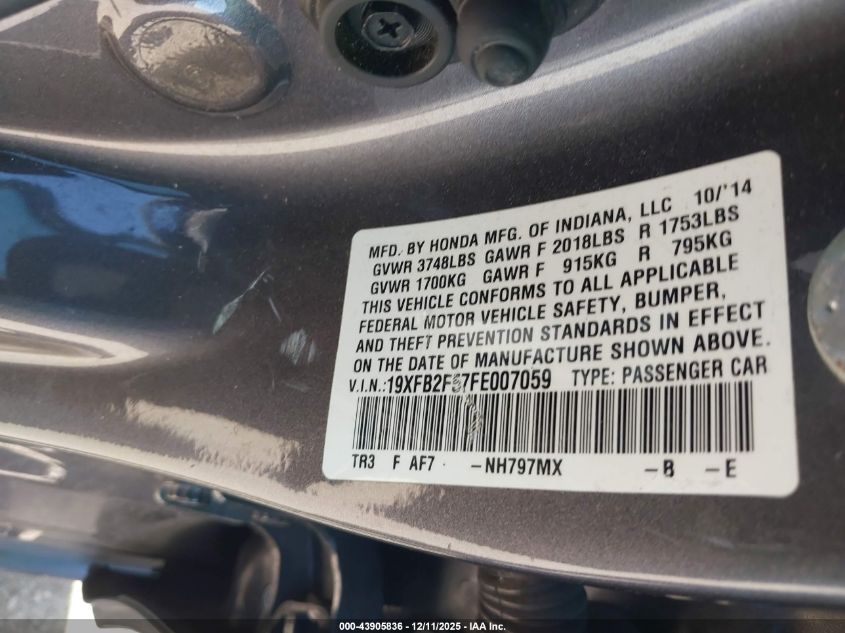 MFD. BY HONDA MFG. OF INDIANA, LLC 10/'14
GVWR 3748LBS GAWR F 2018LBS R 1753LBS
GVWR 1700KG GAWR F 915KG R 795KG
THIS VEHICLE CONFORMS TO ALL APPLICABLE
FEDERAL MOTOR VEHICLE SAFETY, BUMPER,
AND THEFT PREVENTION STANDARDS IN EFFECT
ON THE DATE OF MANUFACTURE SHOWN ABOVE.
V.I.N.:19XFB2F57FE007059 TYPE: PASSENGER CAR
TR3 F AF7 -NH797MX -B -E
000-43905836 - 12/11/2025 - IAA Inc.